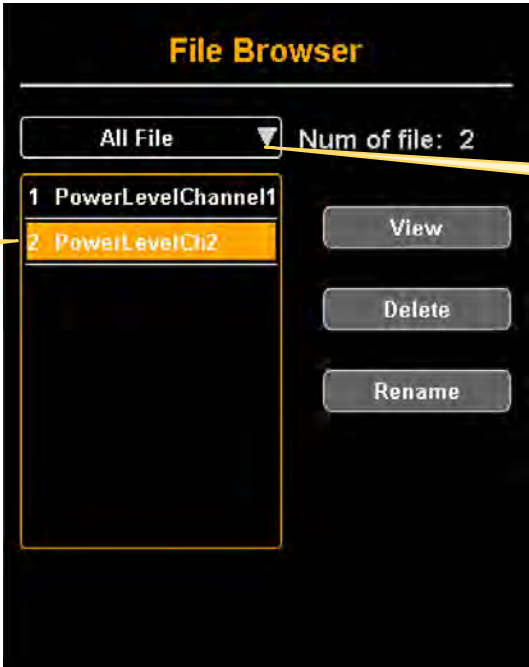 File Browser
All File
Num of file: 2
1 PowerLevelChannel1
2 PowerLevelCh2
View
Delete
Rename